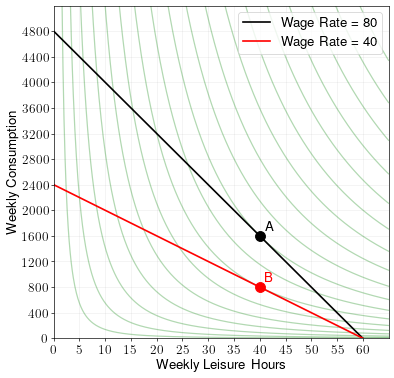 Wage Rate = 80
Wage Rate = 40
4800
4400
4000
3600
3200
2800
2400
2000
1600
1200
800
400
0
Weekly Consumption
A
B
0 5 10 15 20 25 30 35 40 45 50 55 60
Weekly Leisure Hours